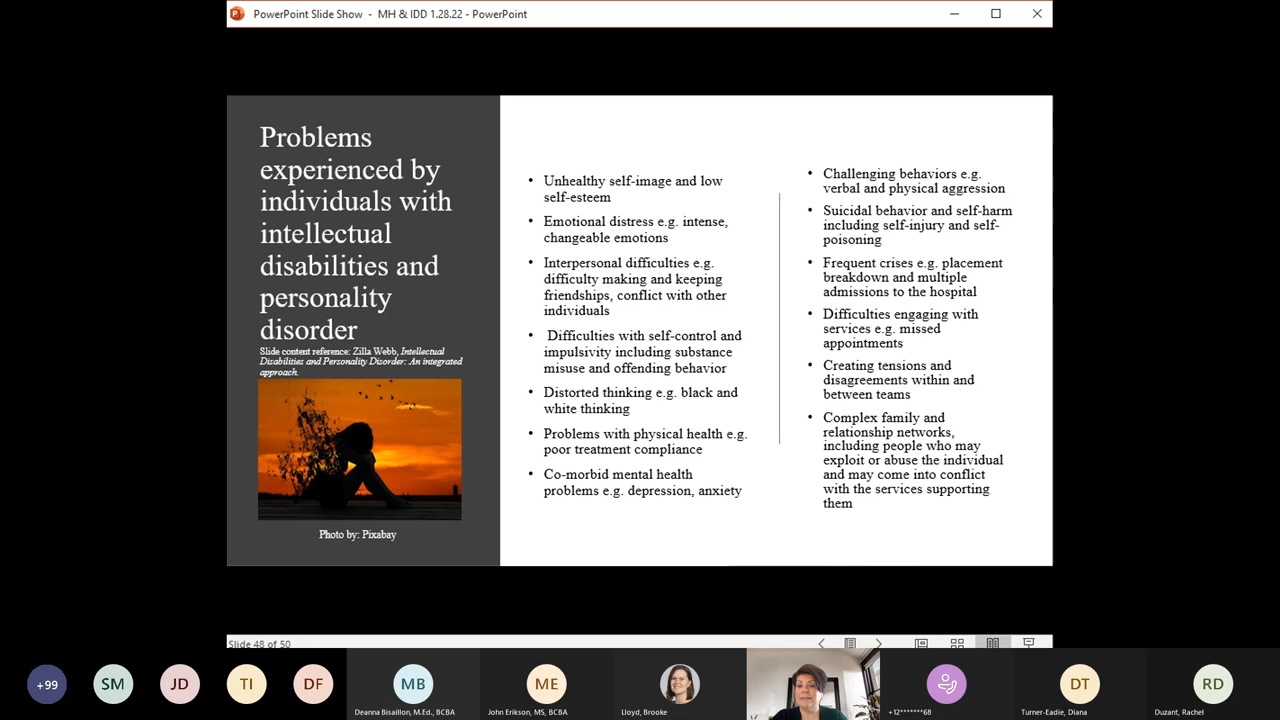 PowerPoint Slide Show - MH & IDD 1.28.22 - PowerPoint
Problems
experienced by
individuals with
intellectual
disabilities and
personality
disorder
Slide content reference: Zilla Webb, Intellectual
Disabilities and Personality Disorder: An integrated
approach.
Photo by: Pixabay
• Unhealthy self-image and low
self-esteem
• Emotional distress e.g. intense,
changeable emotions
• Interpersonal difficulties e.g.
difficulty making and keeping
friendships, conflict with other
individuals
• Difficulties with self-control and
impulsivity including substance
misuse and offending behavior
• Distorted thinking e.g. black and
white thinking
• Problems with physical health e.g.
poor treatment compliance
• Co-morbid mental health
problems e.g. depression, anxiety
• Challenging behaviors e.g.
verbal and physical aggression
• Suicidal behavior and self-harm
including self-injury and self-
poisoning
• Frequent crises e.g. placement
breakdown and multiple
admissions to the hospital
• Difficulties engaging with
services e.g. missed
appointments
• Creating tensions and
disagreements within and
between teams
• Complex family and
relationship networks,
including people who may
exploit or abuse the individual
and may come into conflict
with the services supporting
them
Slide 48 of 50
+99 SM JD TI DF MB ME DT RD
Deanna Bisaillon, M.Ed., BCBA
John Erikson, MS, BCBA
Lloyd, Brooke
+12*******68
Turner-Eadie, Diana
Duzant, Rachel